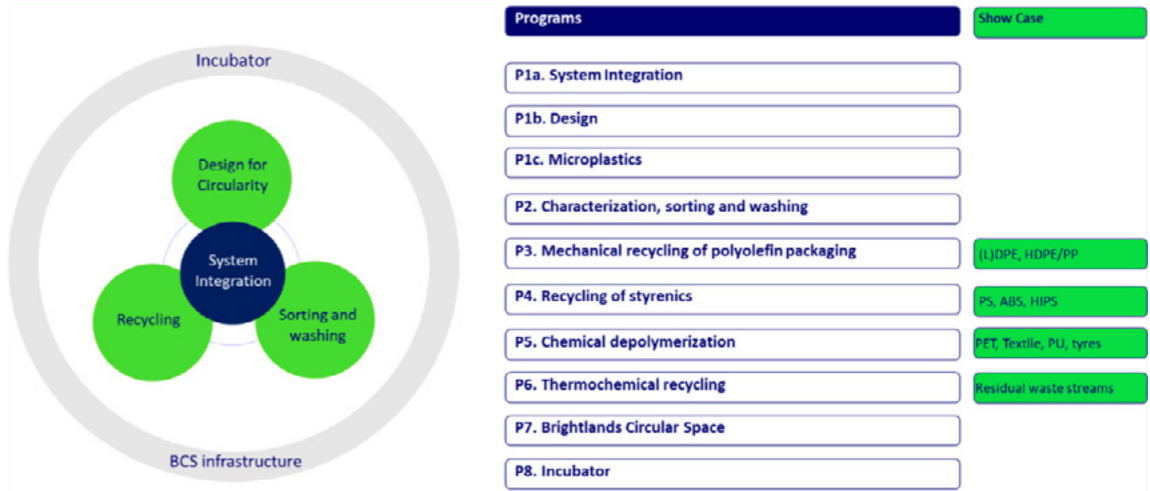 Incubator
Design for
Circularity
System
Integration
Recycling
Sorting and
washing
BCS infrastructure
Programs
Show Case
P1a. System Integration
P1b. Design
P1c. Microplastics
P2. Characterization, sorting and washing
P3. Mechanical recycling of polyolefin packaging
(L)DPE, HDPE/PP
P4. Recycling of styrenics
PS, ABS, HIPS
P5. Chemical depolymerization
PET, Textile, PU, tyres
P6. Thermochemical recycling
Residual waste streams
P7. Brightlands Circular Space
P8. Incubator